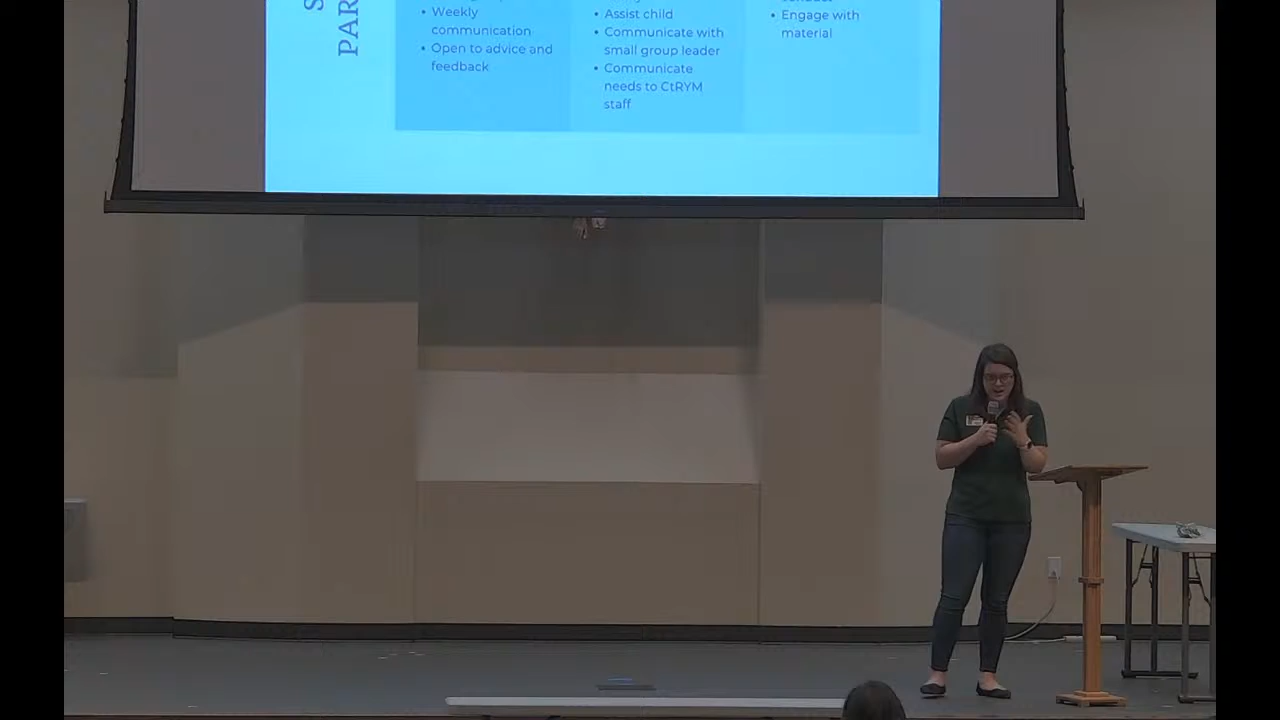 S
PAR
Weekly
communication
Open to advice and
feedback
Assist child
Communicate with
small group leader
Communicate
needs to CtRYM
staff
Engage with
material